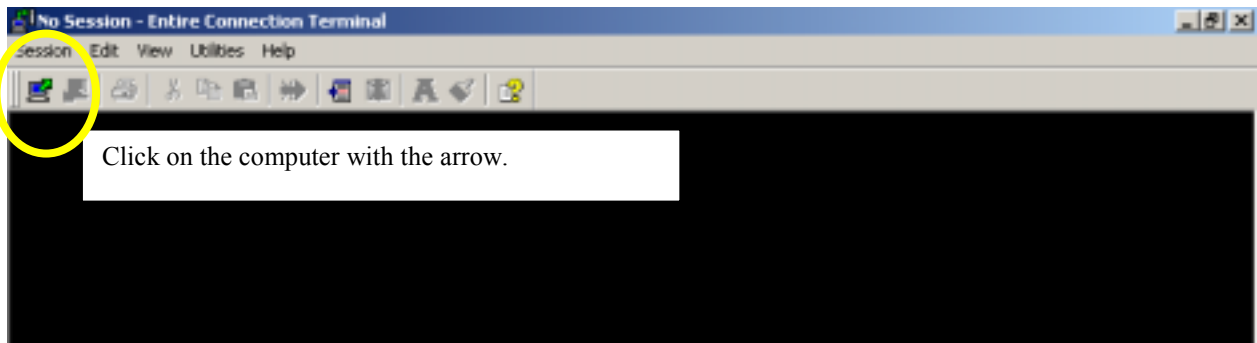 No Session - Entire Connection Terminal
Session Edit View Utilities Help
Click on the computer with the arrow.